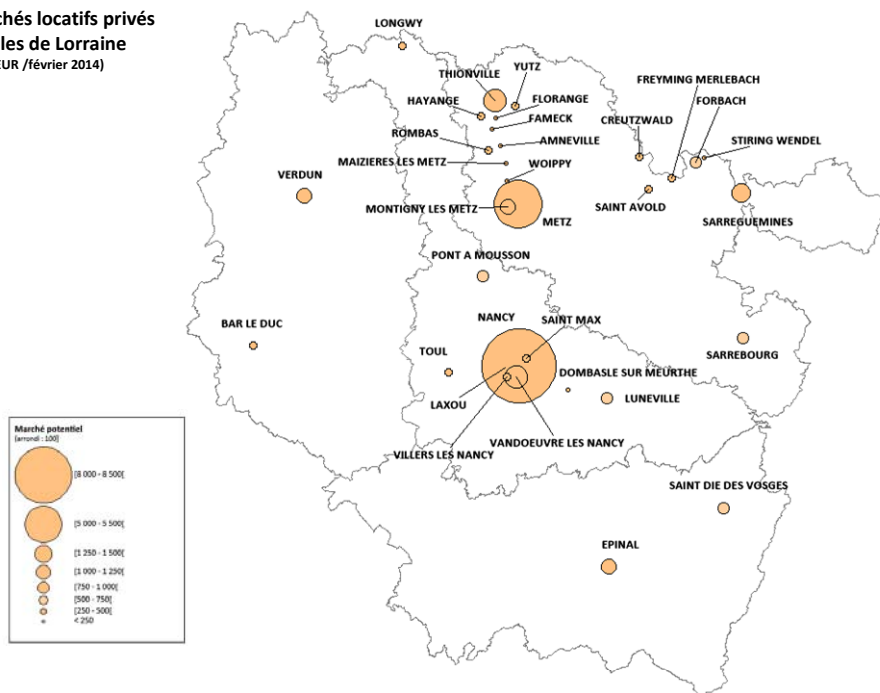 chés locatifs privés
les de Lorraine
EUR /février 2014)
LONGWY
THIONVILLE
YUTZ
FREYMING MERLEBACH
HAYANGE
FLORANGE
FORBACH
FAMECK
CREUTZWALD
ROMBAS
AMNEVILLE
STIRING WENDEL
MAIZIERES LES METZ
WOIPPY
VERDUN
MONTIGNY LES METZ
METZ
SAINT AVOLD
SARREGUEMINES
PONT A MOUSSON
NANCY
SAINT MAX
BAR LE DUC
TOUL
SARREBOURG
DOMBASLE SUR MEURTHE
LAXOU
LUNEVILLE
VILLERS LES NANCY
VANDOEUVRE LES NANCY
SAINT DIE DES VOSGES
EPINAL
Marché potentiel
[arrondi : 100]
[8 000 - 8 500[
[5 000 - 5 500[
[1 250 - 1 500[
[1 000 - 1 250[
[750 - 1 000[
[500 - 750[
[250 - 500[
< 250